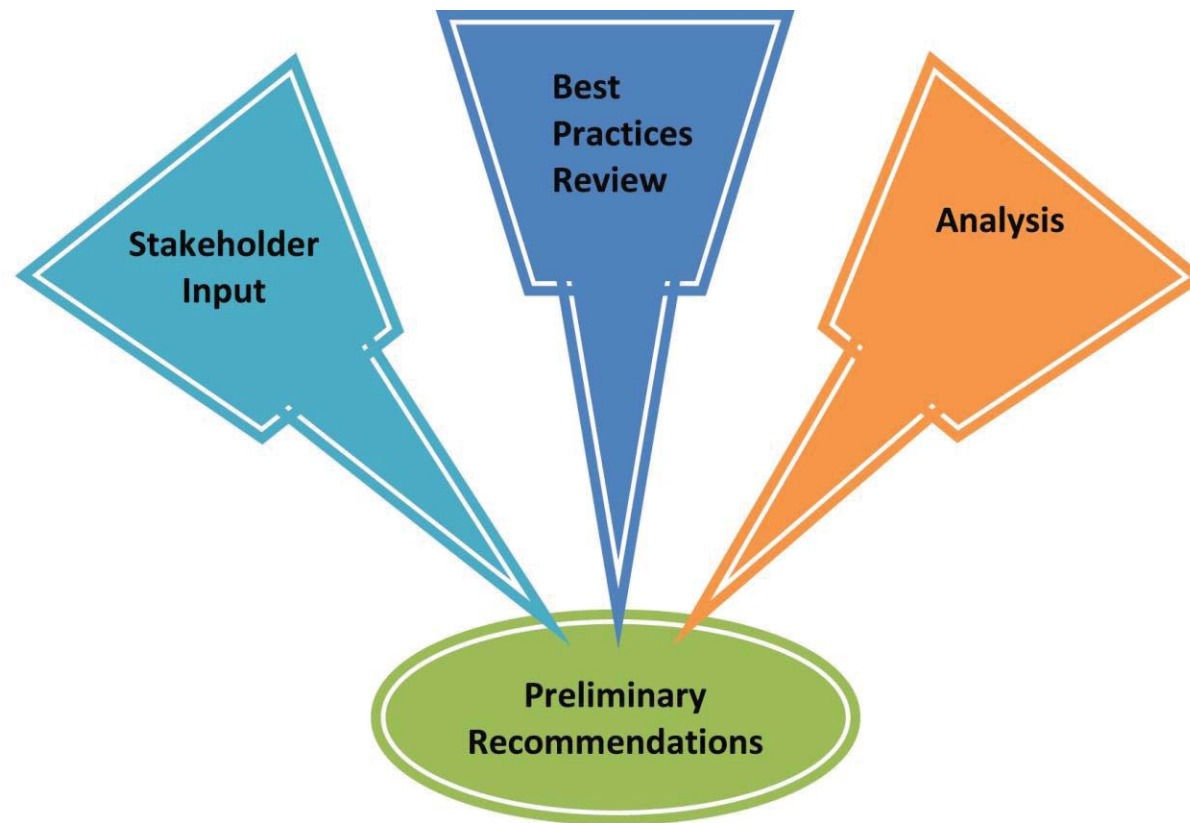 Best
Practices
Review
Stakeholder
Input
Analysis
Preliminary
Recommendations